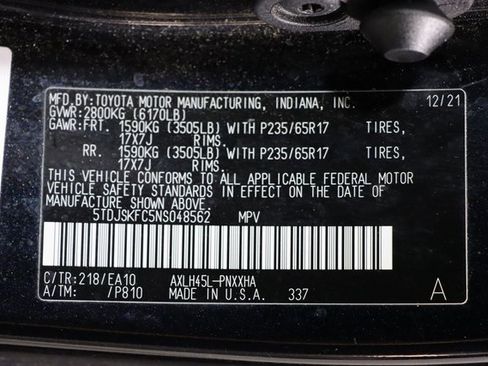 MFD.BY:TOYOTA MOTOR MANUFACTURING, INDIANA, INC. 12/21
GVWR:2800KG (6170LB)
GAWR:FRT. 1590KG (3505LB) WITH P235/65R17 TIRES,
17X7J RIMS.
RR. 1590KG (3505LB) WITH P235/65R17 TIRES,
17X7J RIMS.
THIS VEHICLE CONFORMS TO ALL APPLICABLE FEDERAL MOTOR
VEHICLE SAFETY STANDARDS IN EFFECT ON THE DATE OF
MANUFACTURE SHOWN ABOVE.
5TDJSKFC5NS048562 MPV
C/TR:218/EA10 AXLH45L-PNXXHA
A/TM: /P810 MADE IN U.S.A. 337 A